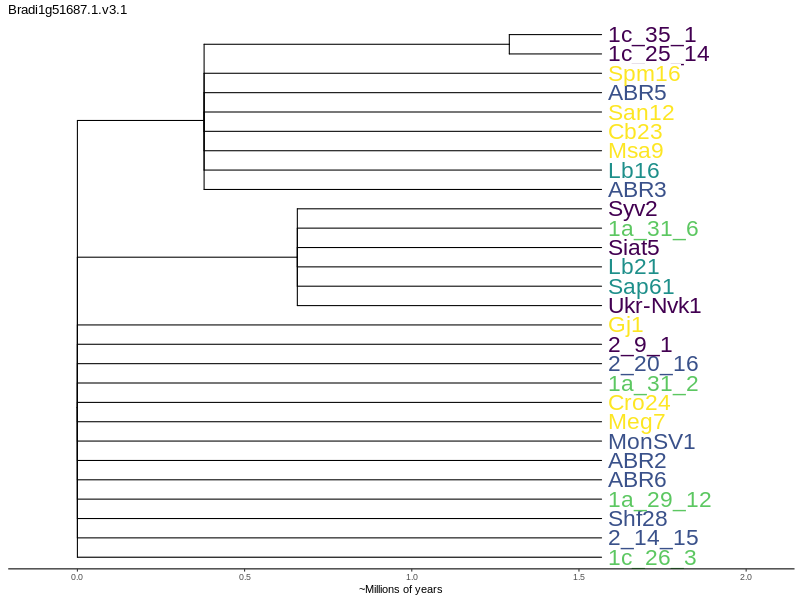 Bradi1g51687.1.v3.1
1c_35_1
1c_25_14
Spm16
ABR5
San12
Cb23
Msa9
Lb16
ABR3
Syv2
1a_31_6
Siat5
Lb21
Sap61
Ukr-Nvk1
Gj1
2_9_1
2_20_16
1a_31_2
Cro24
Meg7
MonSV1
ABR2
ABR6
1a_29_12
Shf28
2_14_15
1c_26_3
0.0 0.5 1.0 1.5 2.0
~Millions of years